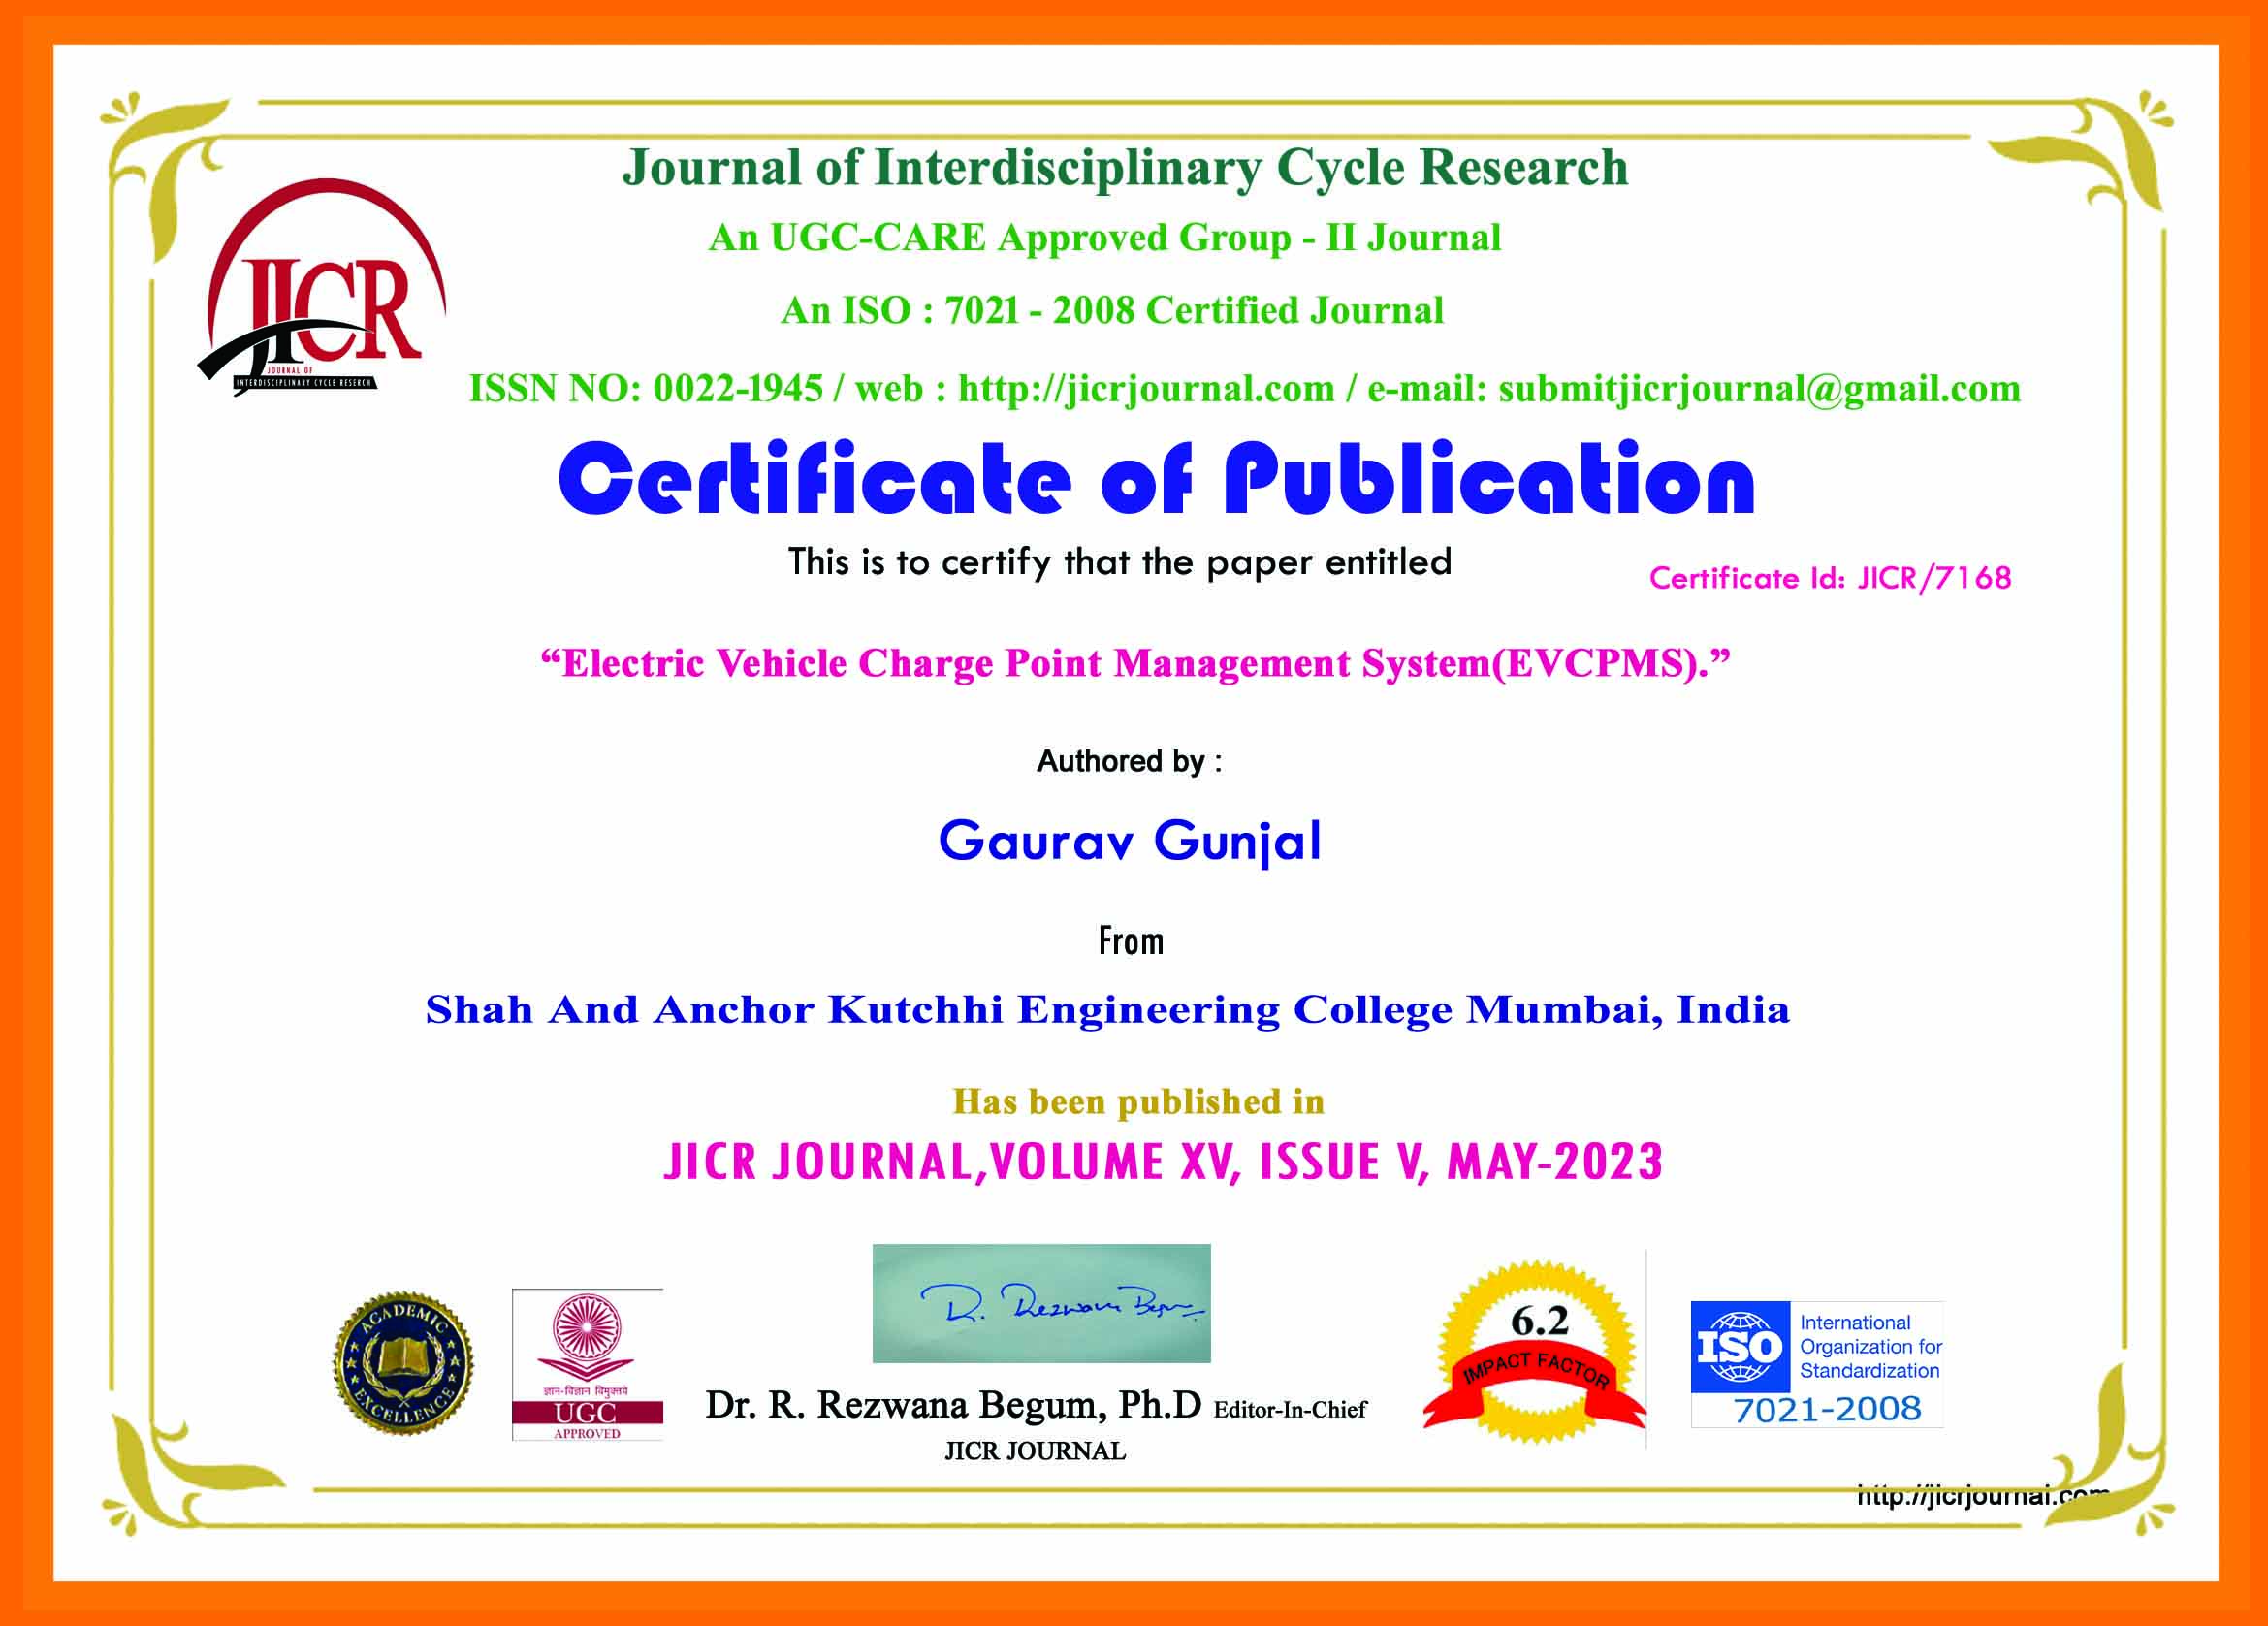 Journal of Interdisciplinary Cycle Research
An UGC-CARE Approved Group - II Journal
An ISO : 7021 - 2008 Certified Journal
JICR
JOURNAL OF
INTERDISCIPLINARY CYCLE RESERCH
ISSN NO: 0022-1945 / web : http://jicrjournal.com / e-mail: submitjicrjournal@gmail.com
Certificate of Publication
This is to certify that the paper entitled
Certificate Id: JICR/7168
“Electric Vehicle Charge Point Management System(EVCPMS).”
Authored by :
Gaurav Gunjal
From
Shah And Anchor Kutchhi Engineering College Mumbai, India
Has been published in
JICR JOURNAL,VOLUME XV, ISSUE V, MAY-2023
ACADEMIC
EXCELLENCE
ज्ञान-विज्ञान विमुक्तये
UGC
APPROVED
R. Rezwana Begum
Dr. R. Rezwana Begum, Ph.D Editor-In-Chief
JICR JOURNAL
6.2
IMPACT FACTOR
ISO
International
Organization for
Standardization
7021-2008
http://jicrjournal.com